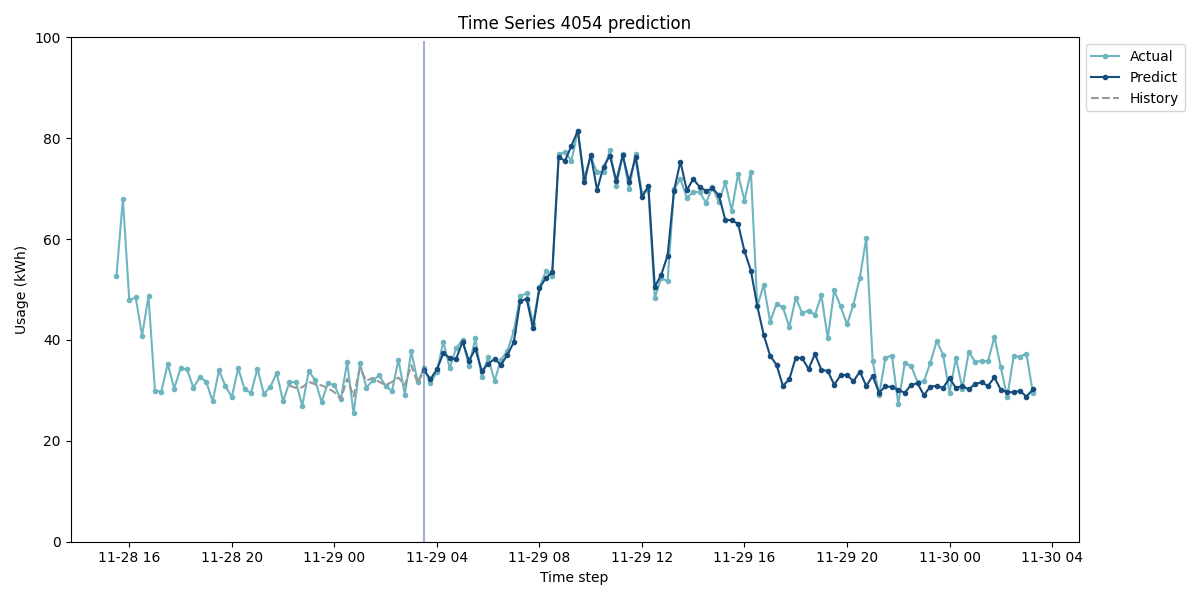 Time Series 4054 prediction
Usage (kWh)
100
80
60
40
20
0
11-28 16
11-28 20
11-29 00
11-29 04
11-29 08
11-29 12
11-29 16
11-29 20
11-30 00
11-30 04
Time step
Actual
Predict
History